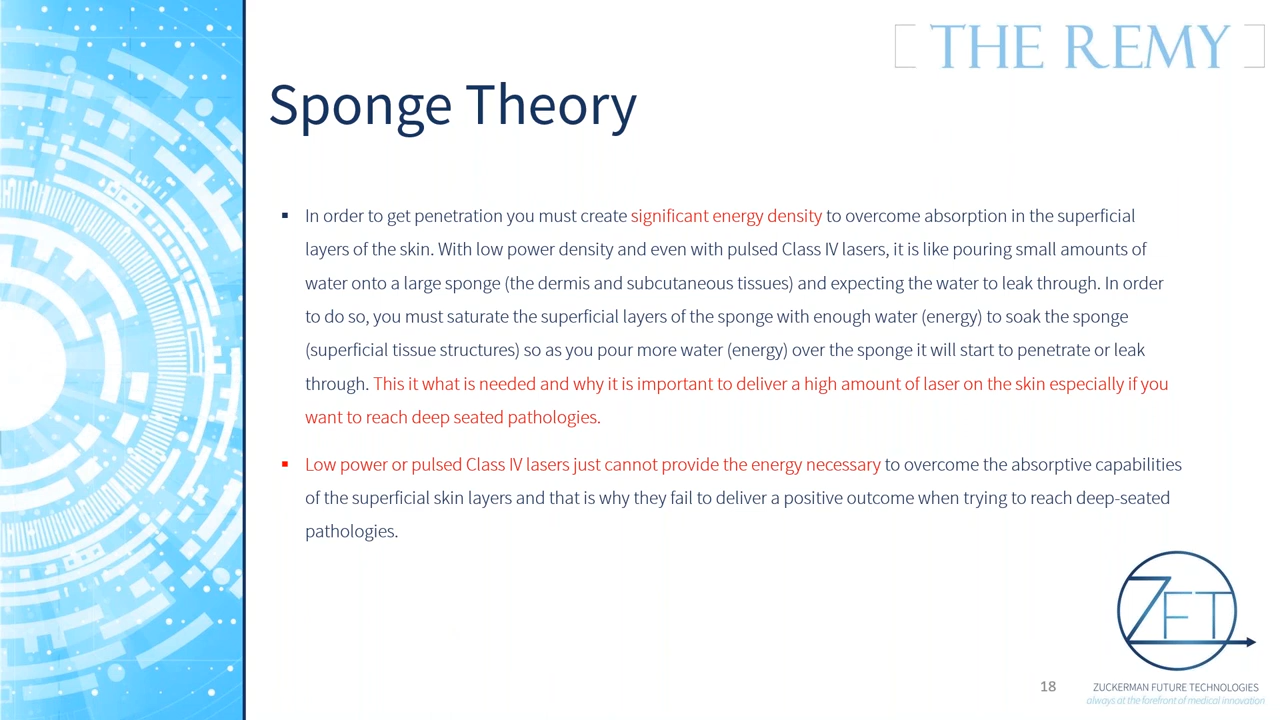 THE REMY
Sponge Theory
▪ In order to get penetration you must create significant energy density to overcome absorption in the superficial
layers of the skin. With low power density and even with pulsed Class IV lasers, it is like pouring small amounts of
water onto a large sponge (the dermis and subcutaneous tissues) and expecting the water to leak through. In order
to do so, you must saturate the superficial layers of the sponge with enough water (energy) to soak the sponge
(superficial tissue structures) so as you pour more water (energy) over the sponge it will start to penetrate or leak
through. This it what is needed and why it is important to deliver a high amount of laser on the skin especially if you
want to reach deep seated pathologies.
▪ Low power or pulsed Class IV lasers just cannot provide the energy necessary to overcome the absorptive capabilities
of the superficial skin layers and that is why they fail to deliver a positive outcome when trying to reach deep-seated
pathologies.
ZFT
18
ZUCKERMAN FUTURE TECHNOLOGIES
always at the forefront of medical innovation